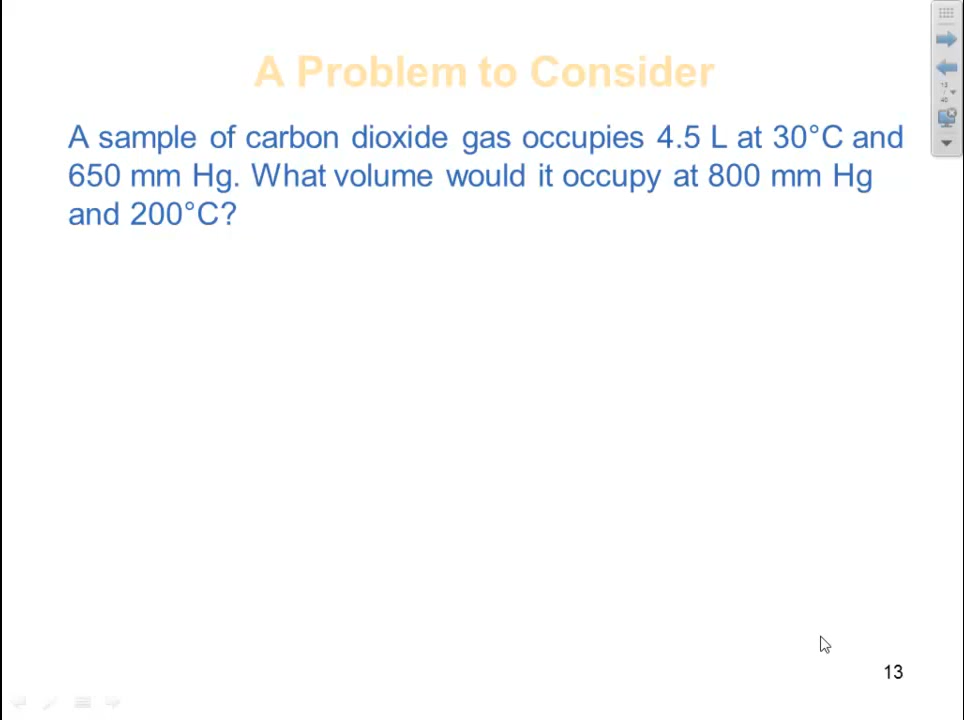 A Problem to Consider
A sample of carbon dioxide gas occupies 4.5 L at 30°C and
650 mm Hg. What volume would it occupy at 800 mm Hg
and 200°C?
13